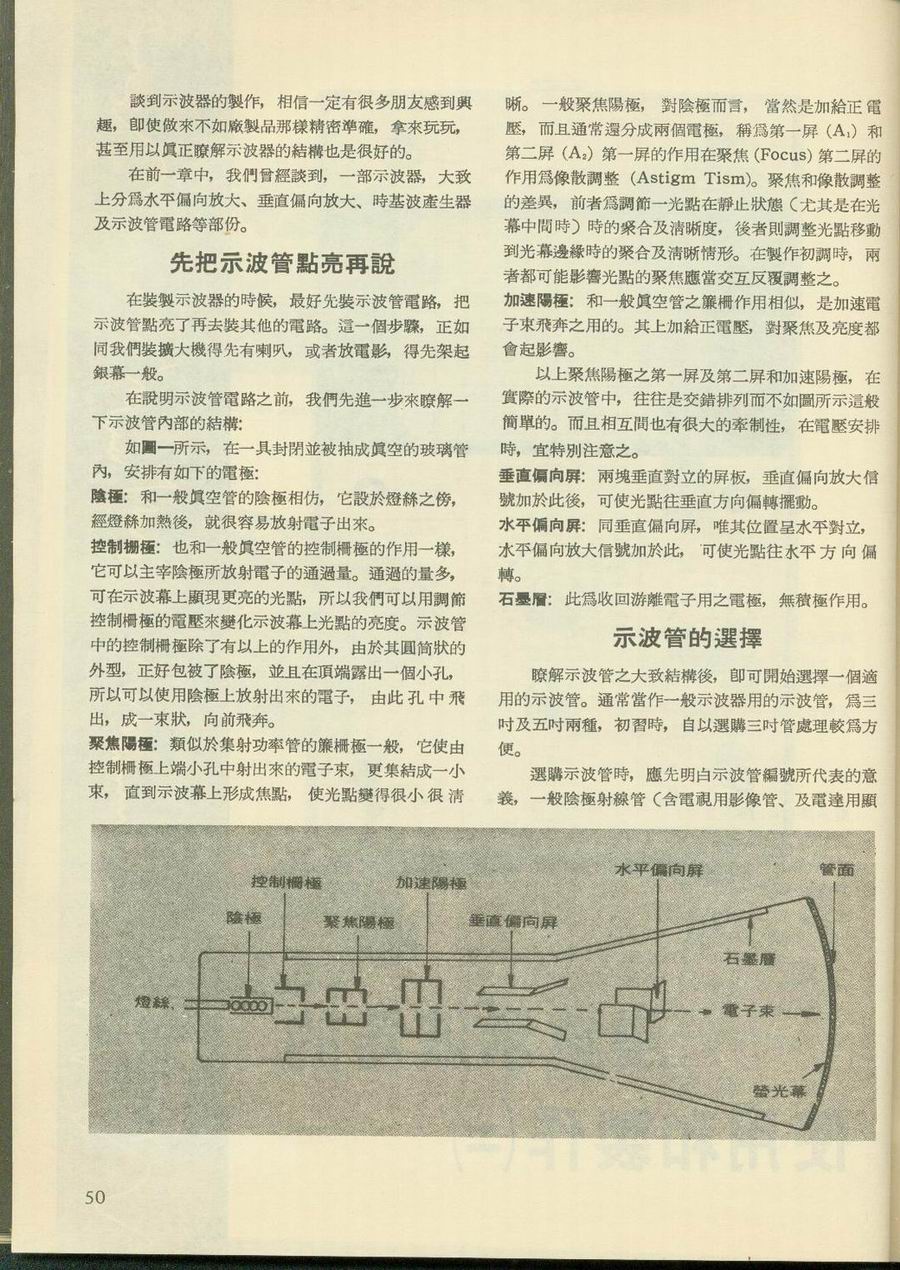 談到示波器的製作，相信一定有很多朋友感到興
趣，卽使做來不如廠製品那樣精密準確，拿來玩玩，
甚至用以眞正瞭解示波器的結構也是很好的。
在前一章中，我們曾經談到，一部示波器，大致
上分爲水平偏向放大、垂直偏向放大、時基波產生器
及示波管電路等部份。
先把示波管點亮再說
在裝製示波器的時候，最好先裝示波管電路，把
示波管點亮了再去裝其他的電路。這一個步驟，正如
同我們裝擴大機得先有喇叭，或者放電影，得先架起
銀幕一般。
在說明示波管電路之前，我們先進一步來瞭解一
下示波管內部的結構：
如圖一所示，在一具封閉並被抽成眞空的玻璃管
內，安排有如下的電極：
陰極：和一般眞空管的陰極相仿，它設於燈絲之傍，
經燈絲加熱後，就很容易放射電子出來。
控制柵極：也和一般眞空管的控制柵極的作用一樣，
它可以主宰陰極所放射電子的通過量。通過的量多，
可在示波幕上顯現更亮的光點，所以我們可以用調節
控制柵極的電壓來變化示波幕上光點的亮度。示波管
中的控制柵極除了有以上的作用外，由於其圓筒狀的
外型，正好包被了陰極，並且在頂端露出一個小孔，
所以可以使用陰極上放射出來的電子，由此孔中飛
出，成一束狀，向前飛奔。
聚焦陽極：類似於集射功率管的簾柵極一般，它使由
控制柵極上端小孔中射出來的電子束，更集結成一小
束，直到示波幕上形成焦點，使光點變得很小很淸
晰。一般聚焦陽極，對陰極而言，當然是加給正電
壓，而且通常還分成兩個電極，稱爲第一屏（A₁）和
第二屏（A₂）第一屏的作用在聚焦（Focus）第二屏的
作用爲像散調整（Astigm Tism)。聚焦和像散調整
的差異，前者爲調節一光點在靜止狀態（尤其是在光
幕中間時）時的聚合及淸晰度，後者則調整光點移動
到光幕邊緣時的聚合及淸晰情形。在製作初調時，兩
者都可能影響光點的聚焦應當交互反覆調整之。
加速陽極：和一般眞空管之簾柵作用相似，是加速電
子束飛奔之用的。其上加給正電壓，對聚焦及亮度都
會起影響。
以上聚焦陽極之第一屏及第二屏和加速陽極，在
實際的示波管中，往往是交錯排列而不如圖所示這般
簡單的。而且相互間也有很大的牽制性，在電壓安排
時，宜特別注意之。
垂直偏向屏：兩塊垂直對立的屏板，垂直偏向放大信
號加於此後，可使光點往垂直方向偏轉擺動。
水平偏向屏：同垂直偏向屏，唯其位置呈水平對立，
水平偏向放大信號加於此，可使光點往水平方向偏
轉。
石墨層：此爲收回游離電子用之電極，無積極作用。
示波管的選擇
瞭解示波管之大致結構後，卽可開始選擇一個適
用的示波管。通常當作一般示波器用的示波管，爲三
吋及五吋兩種，初習時，自以選購三吋管處理較爲方
便。
選購示波管時，應先明白示波管編號所代表的意
義，一般陰極射線管（含電視用影像管、及電達用顯
水平偏向屏
管面
控制柵極
加速陽極
陰極
聚焦陽極
垂直偏向屏
石墨層
燈絲
電子束
螢光幕
50